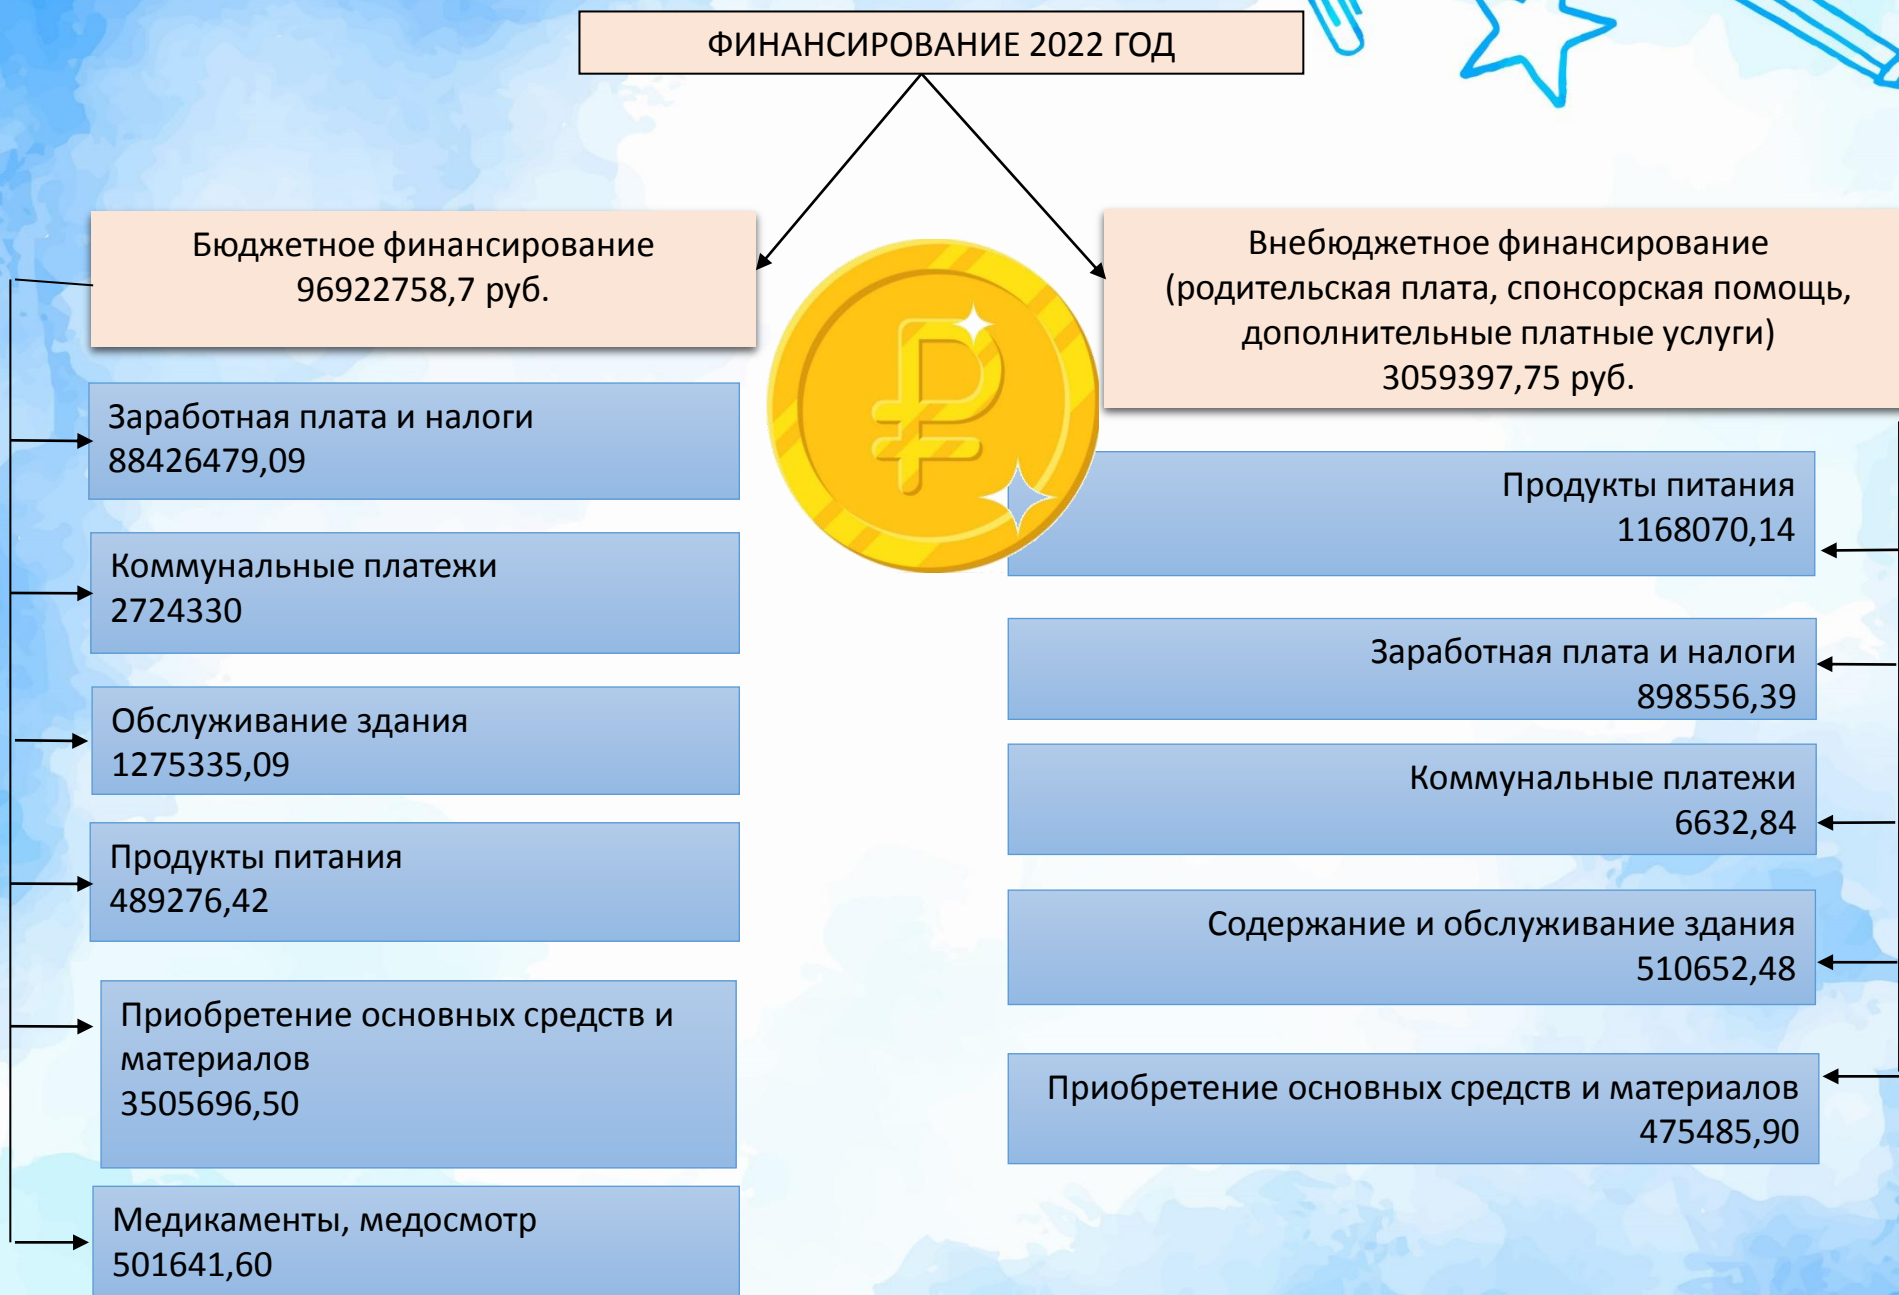 ФИНАНСИРОВАНИЕ 2022 ГОД
Бюджетное финансирование
96922758,7 руб.
Заработная плата и налоги
88426479,09
Коммунальные платежи
2724330
Обслуживание здания
1275335,09
Продукты питания
489276,42
Приобретение основных средств и
материалов
3505696,50
Медикаменты, медосмотр
501641,60
Внебюджетное финансирование
(родительская плата, спонсорская помощь,
дополнительные платные услуги)
3059397,75 руб.
Продукты питания
1168070,14
Заработная плата и налоги
898556,39
Коммунальные платежи
6632,84
Содержание и обслуживание здания
510652,48
Приобретение основных средств и материалов
475485,90